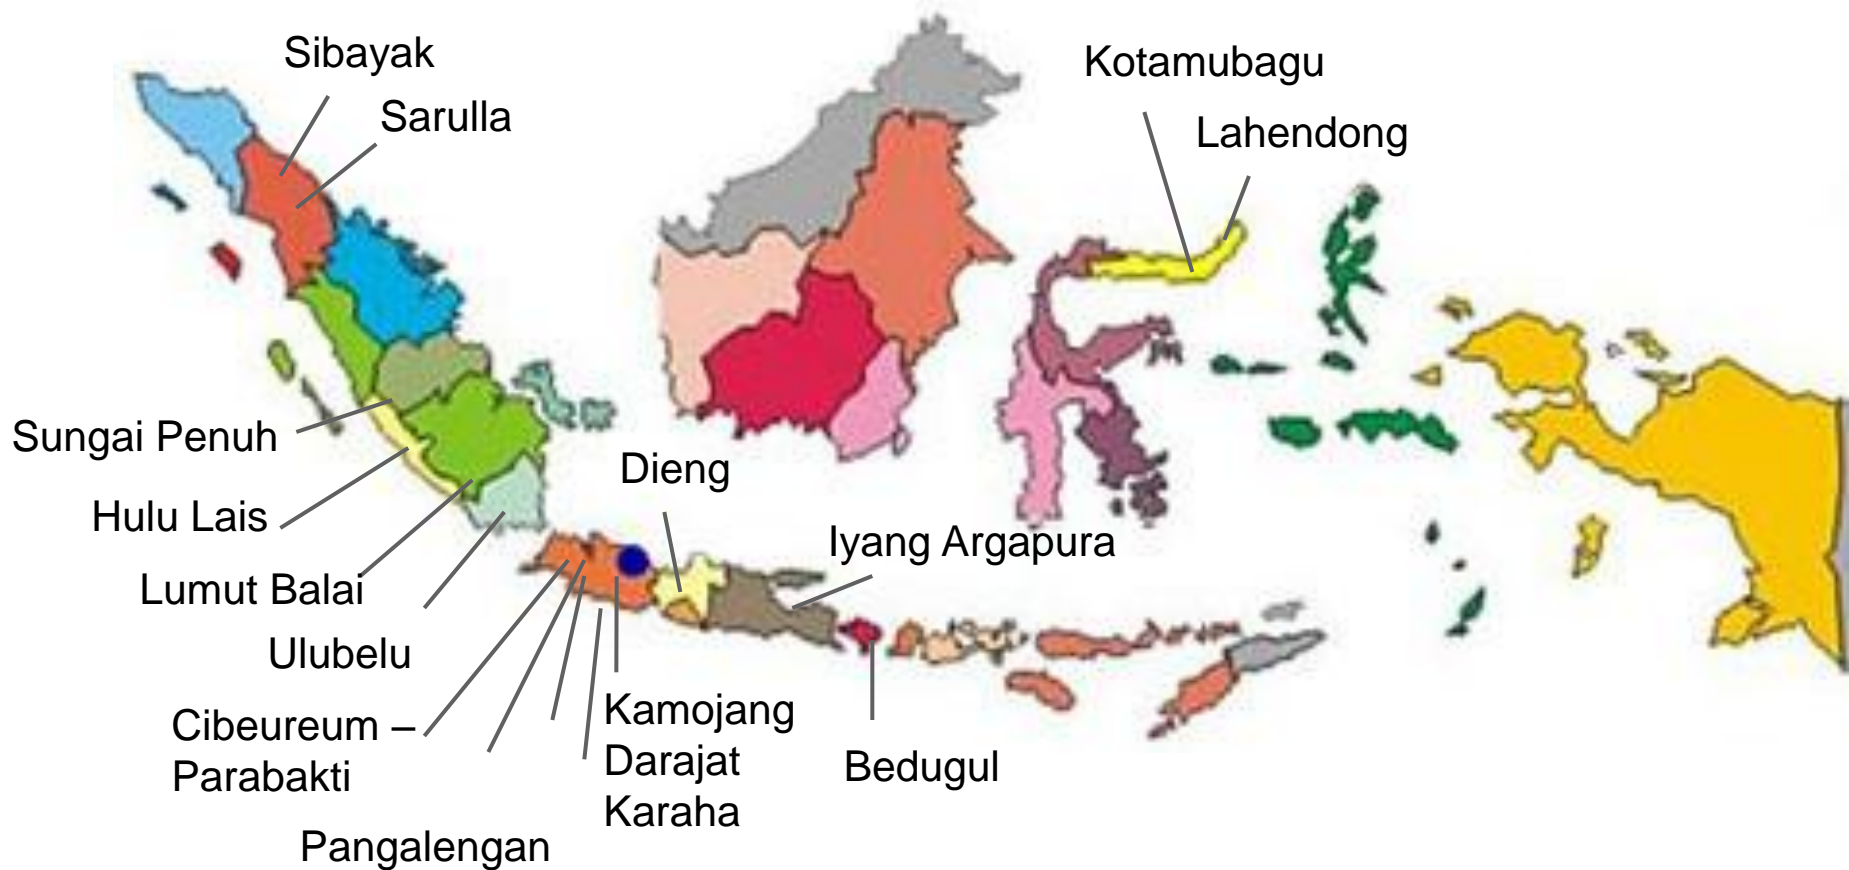 Sibayak
Sarulla
Kotamubagu
Lahendong
Sungai Penuh
Hulu Lais
Lumut Balai
Ulubelu
Cibeureum –
Parabakti
Pangalengan
Dieng
Iyang Argapura
Kamojang
Darajat
Karaha
Bedugul